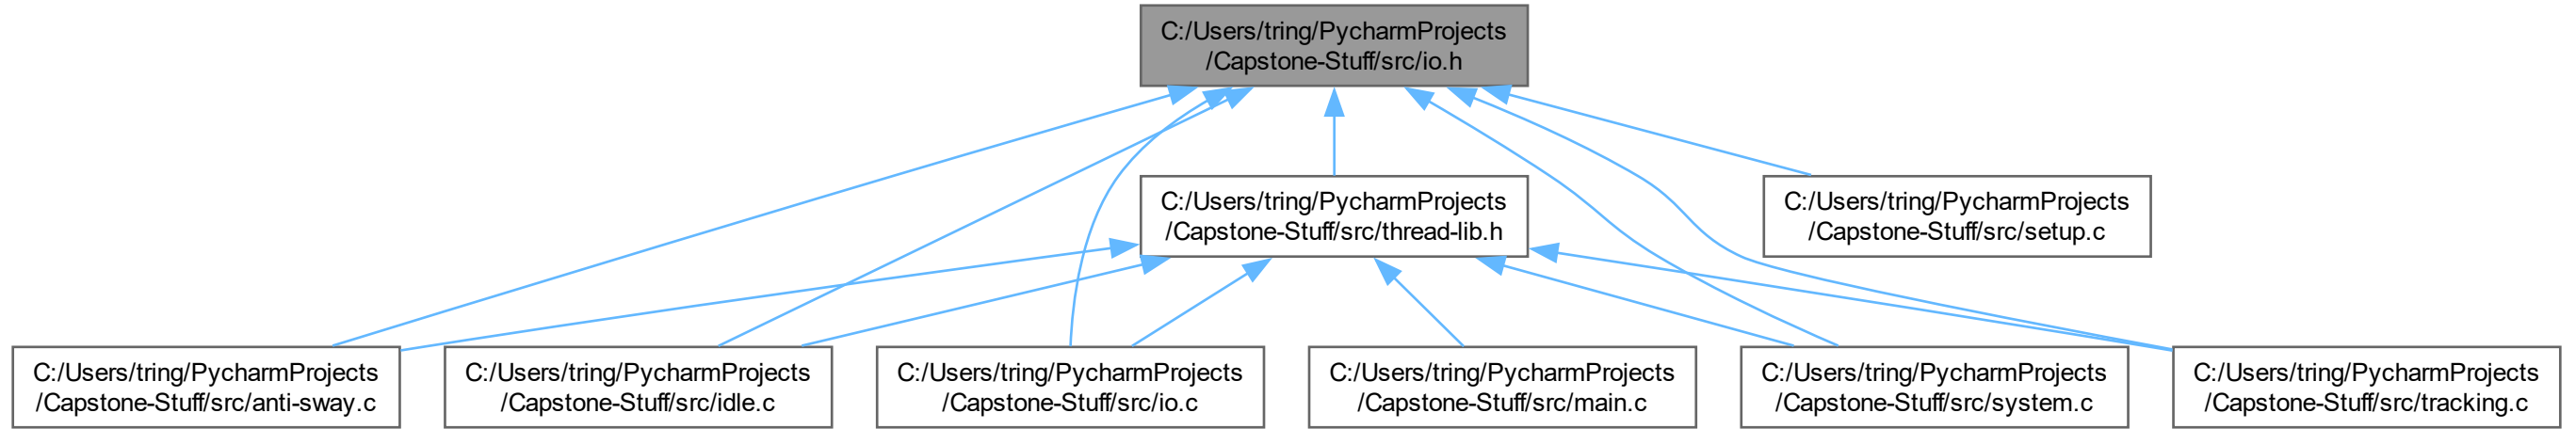 C:/Users/tring/PycharmProjects
/Capstone-Stuff/src/io.h
C:/Users/tring/PycharmProjects
/Capstone-Stuff/src/thread-lib.h
C:/Users/tring/PycharmProjects
/Capstone-Stuff/src/setup.c
C:/Users/tring/PycharmProjects
/Capstone-Stuff/src/anti-sway.c
C:/Users/tring/PycharmProjects
/Capstone-Stuff/src/idle.c
C:/Users/tring/PycharmProjects
/Capstone-Stuff/src/io.c
C:/Users/tring/PycharmProjects
/Capstone-Stuff/src/main.c
C:/Users/tring/PycharmProjects
/Capstone-Stuff/src/system.c
C:/Users/tring/PycharmProjects
/Capstone-Stuff/src/tracking.c